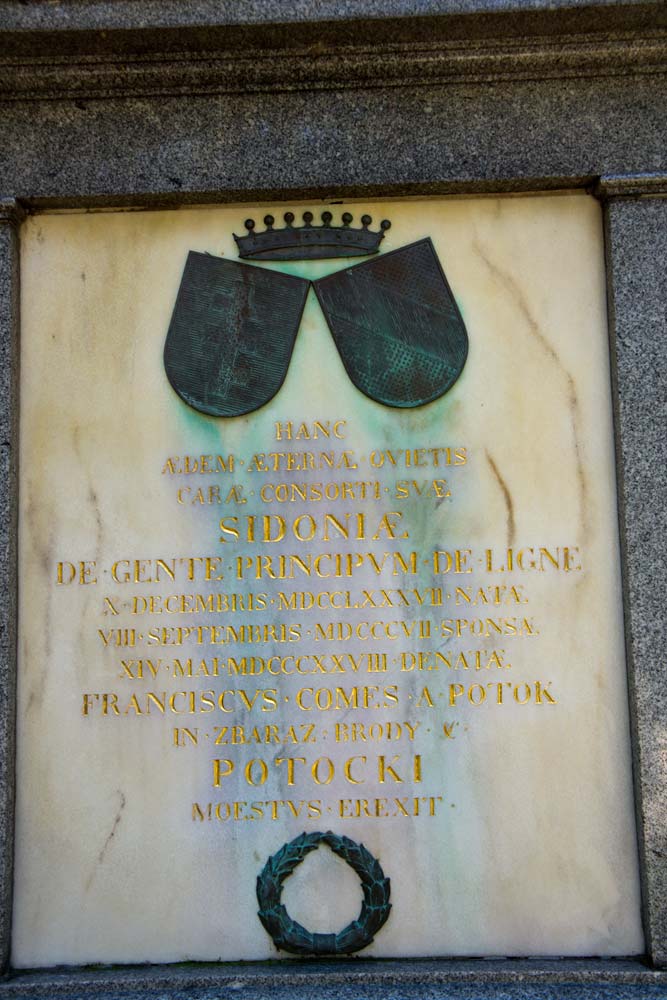 HANC
ÆDEM · ÆTERNÆ · QVIETIS
CARÆ · CONSORTI · SVÆ ·
SIDONIÆ ·
DE · GENTE · PRINCIPVM · DE · LIGNE
X · DECEMBRIS · MDCCLXXXVII · NATÆ ·
VIII · SEPTEMBRIS · MDCCCVII · SPONSÆ ·
XIV · MAI · MDCCCXXVIII · DENATÆ ·
FRANCISCVS · COMES · A · POTOK
IN · ZBARAZ · BRODY · &·
POTOCKI
MOESTVS · EREXIT ·